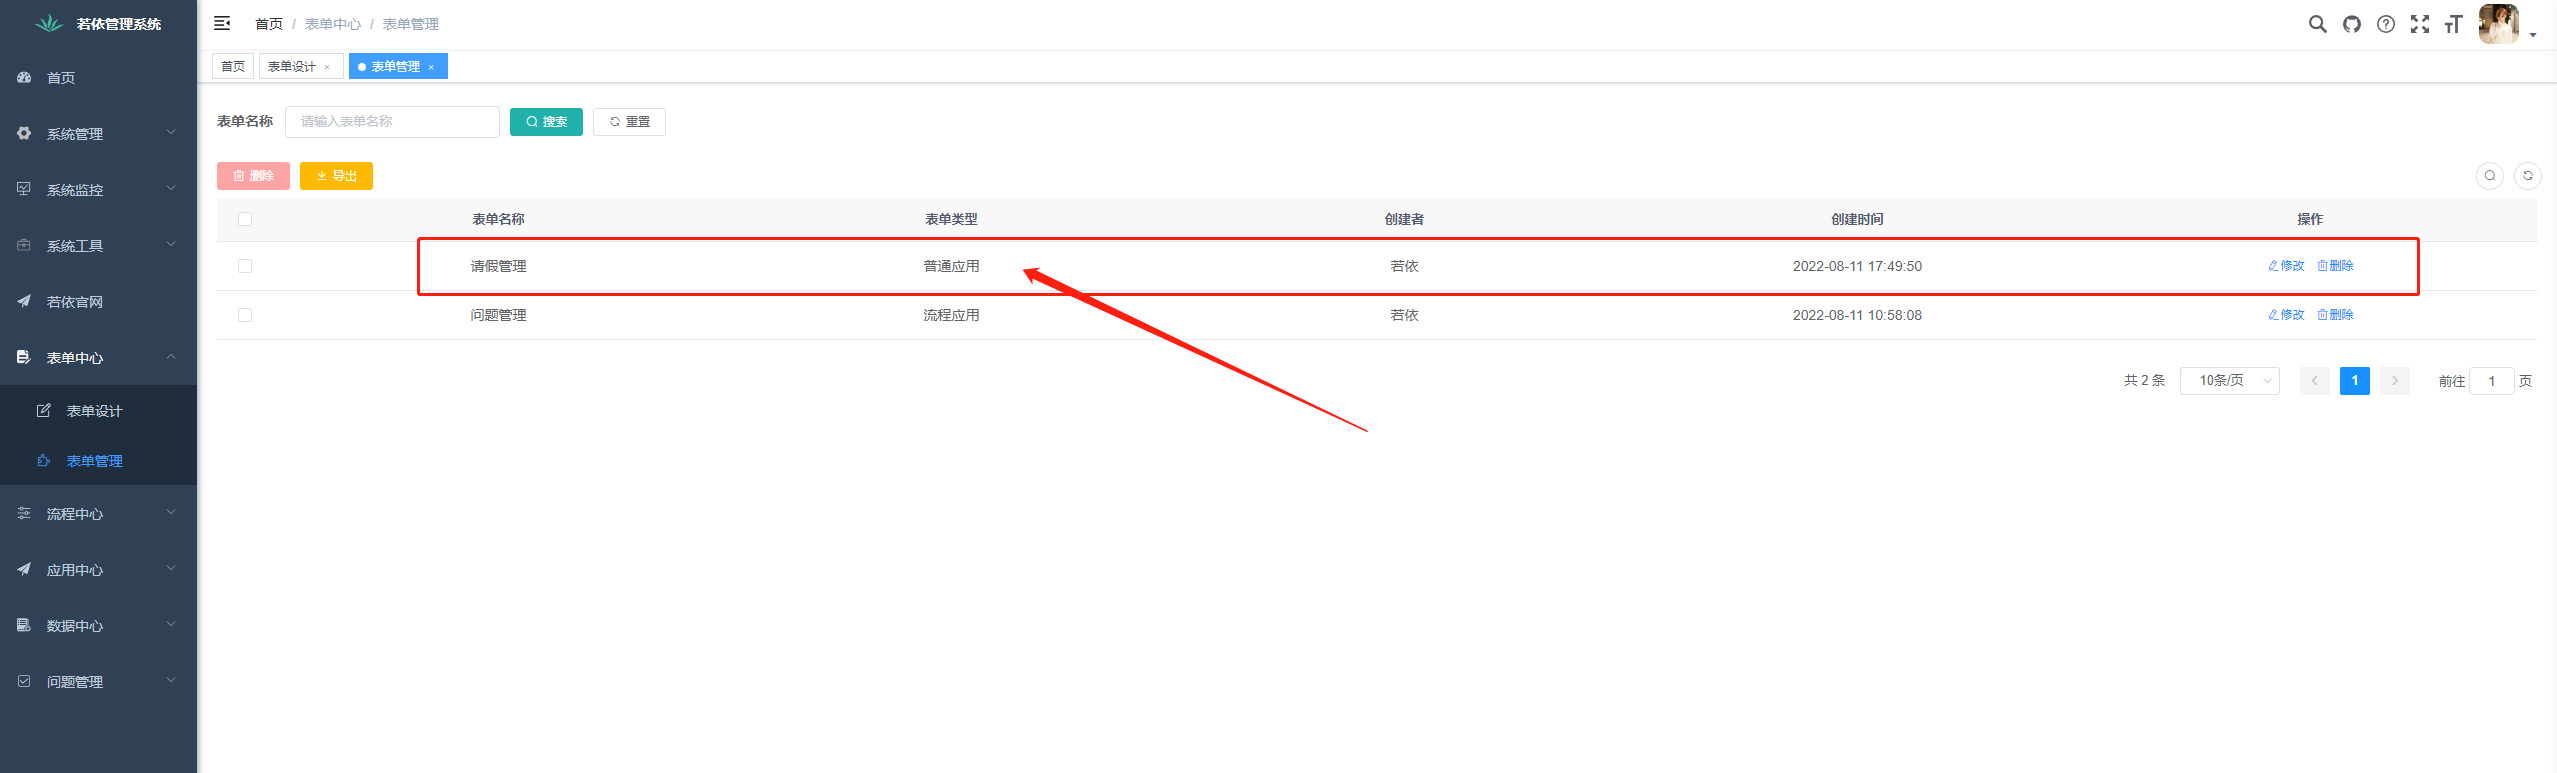 若依管理系统
首页
系统管理
系统监控
系统工具
若依官网
表单中心
表单设计
表单管理
流程中心
应用中心
数据中心
问题管理
首页 / 表单中心 / 表单管理
首页 表单设计 × 表单管理 ×
表单名称 请输入表单名称 搜索 重置
删除 导出
表单名称 表单类型 创建者 创建时间 操作
请假管理 普通应用 若依 2022-08-11 17:49:50 修改 删除
问题管理 流程应用 若依 2022-08-11 10:58:08 修改 删除
共 2 条 10条/页 1 前往 1 页